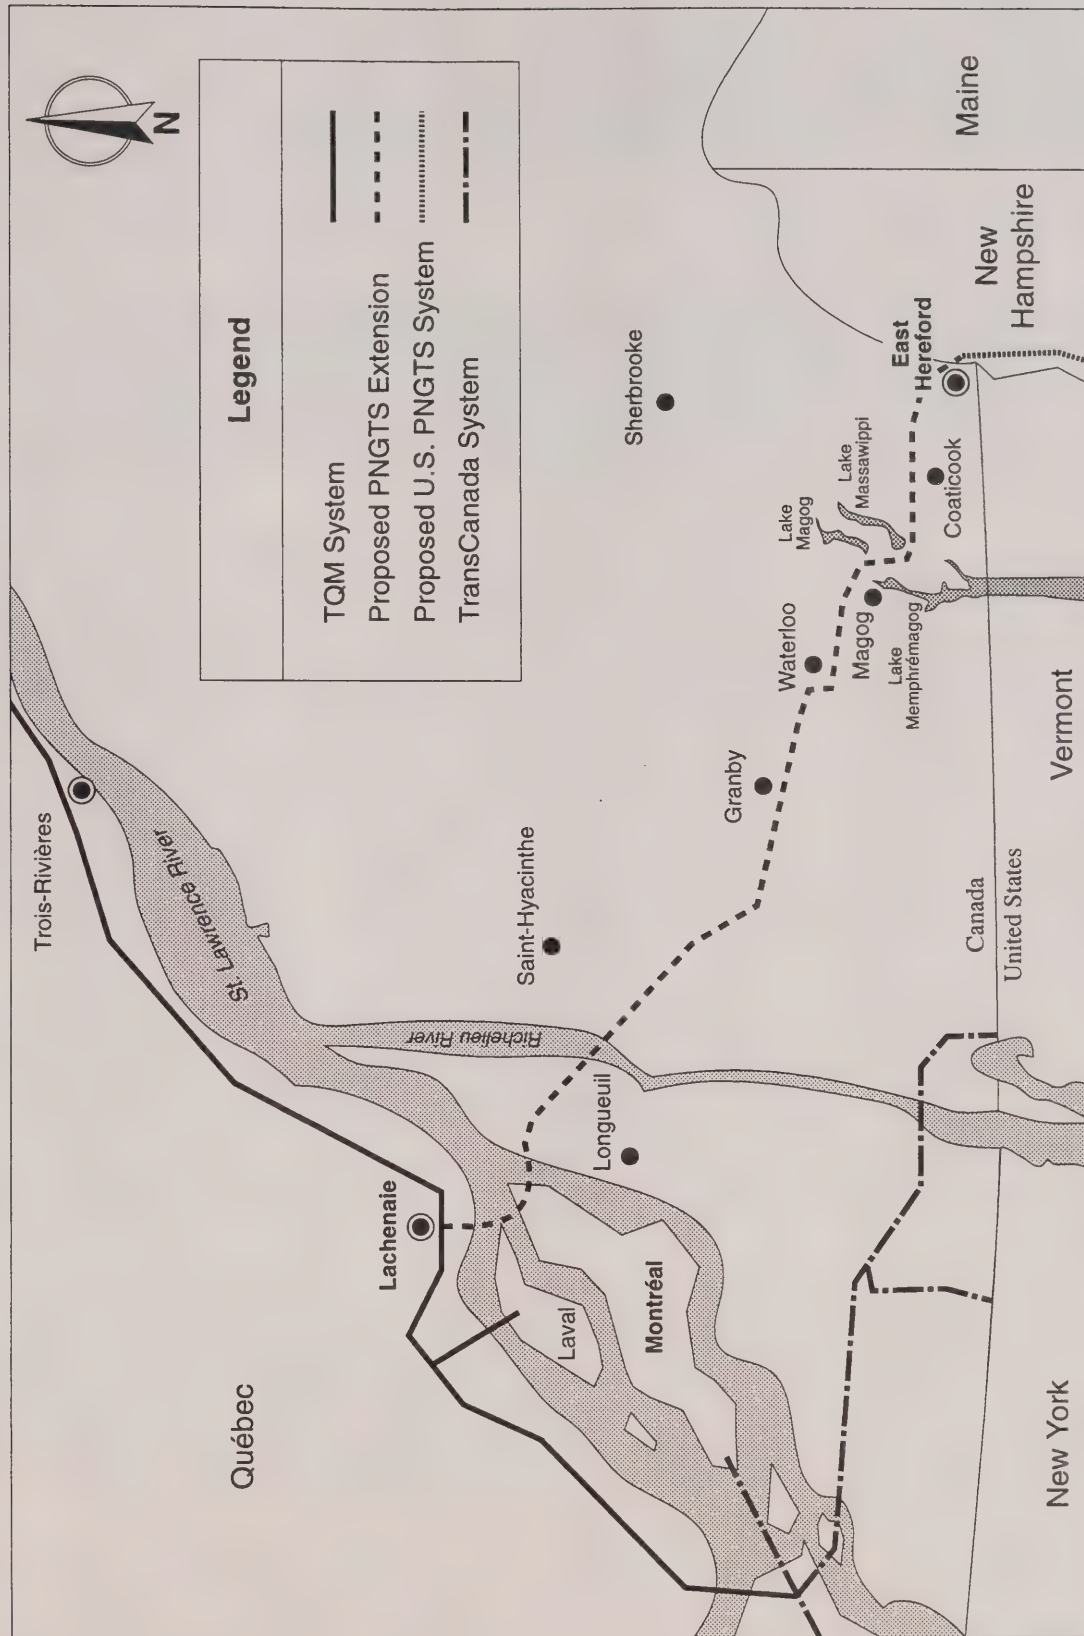 N
Legend
TQM System
Proposed PNGTS Extension
Proposed U.S. PNGTS System
TransCanada System
Trois-Rivières
St. Lawrence River
Québec
Lachenaie
Saint-Hyacinthe
Richelieu River
Sherbrooke
Laval
Longueuil
Montréal
Granby
Waterloo
Lake
Magog
Lake
Massawippi
Magog
Lake
Memphrémagog
East
Hereford
Coaticook
Canada
United States
New York
Vermont
New
Hampshire
Maine